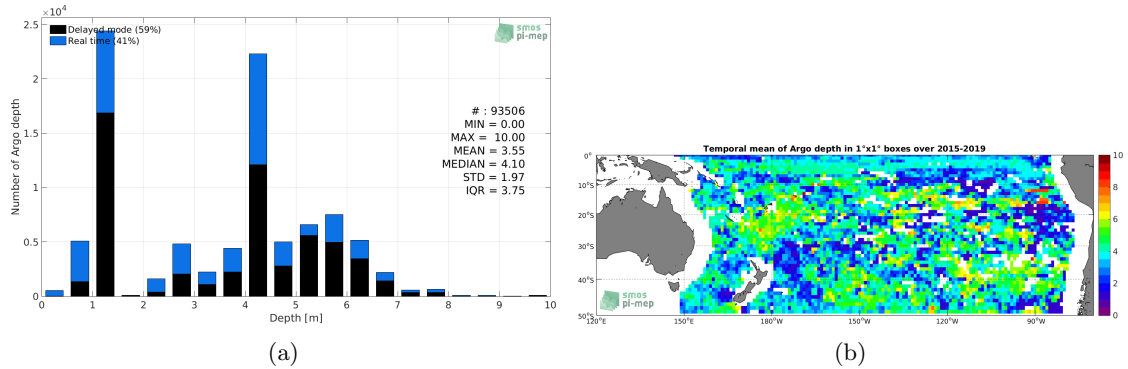 2.5 ×10⁴
Delayed mode (59%)
Real time (41%)
smos
pi-mep
2
1.5
1
0.5
0
Number of Argo depth
# : 93506
MIN = 0.00
MAX = 10.00
MEAN = 3.55
MEDIAN = 4.10
STD = 1.97
IQR = 3.75
0 1 2 3 4 5 6 7 8 9 10
Depth [m]
(a)
Temporal mean of Argo depth in 1°x1° boxes over 2015-2019
0°
10°S
20°S
30°S
40°S
50°S
120°E 150°E 180°W 150°W 120°W 90°W
smos
pi-mep
10
8
6
4
2
0
(b)